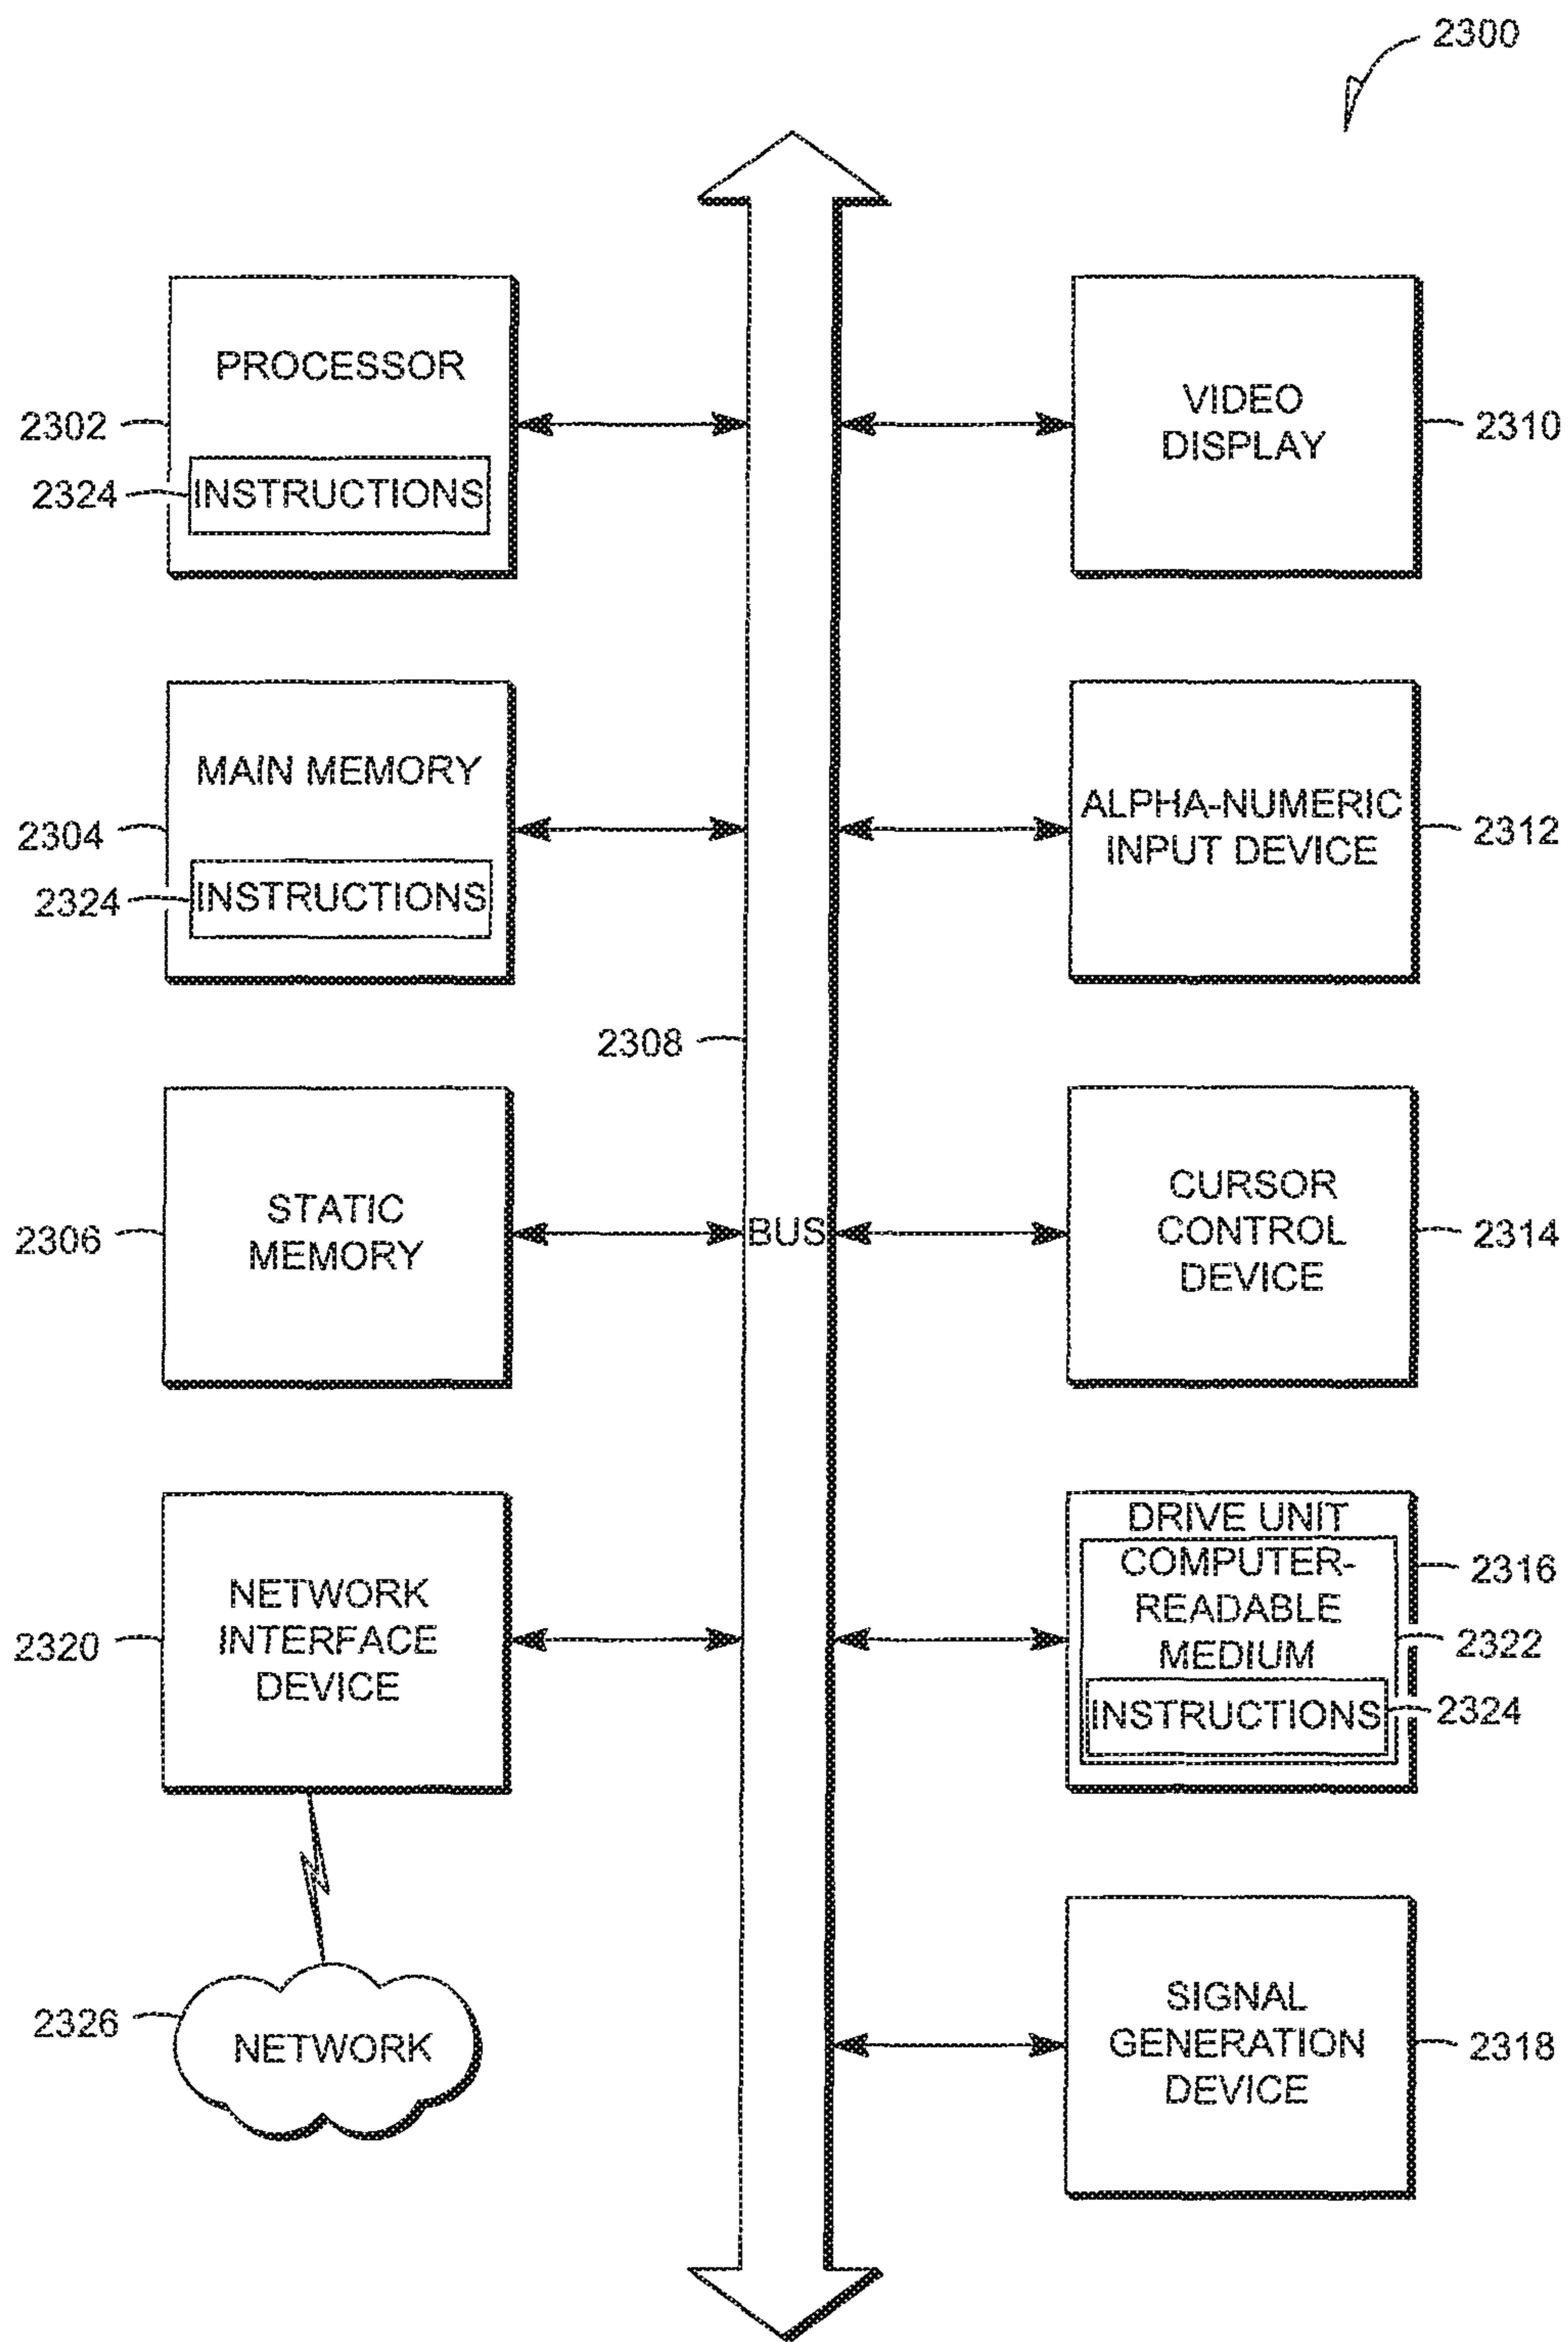 2300
PROCESSOR
2302
2324
INSTRUCTIONS
VIDEO
DISPLAY
2310
MAIN MEMORY
2304
2324
INSTRUCTIONS
ALPHA-NUMERIC
INPUT DEVICE
2312
2308
STATIC
MEMORY
2306
BUS
CURSOR
CONTROL
DEVICE
2314
NETWORK
INTERFACE
DEVICE
2320
DRIVE UNIT
COMPUTER-
READABLE
MEDIUM
INSTRUCTIONS
2316
2322
2324
2326
NETWORK
SIGNAL
GENERATION
DEVICE
2318